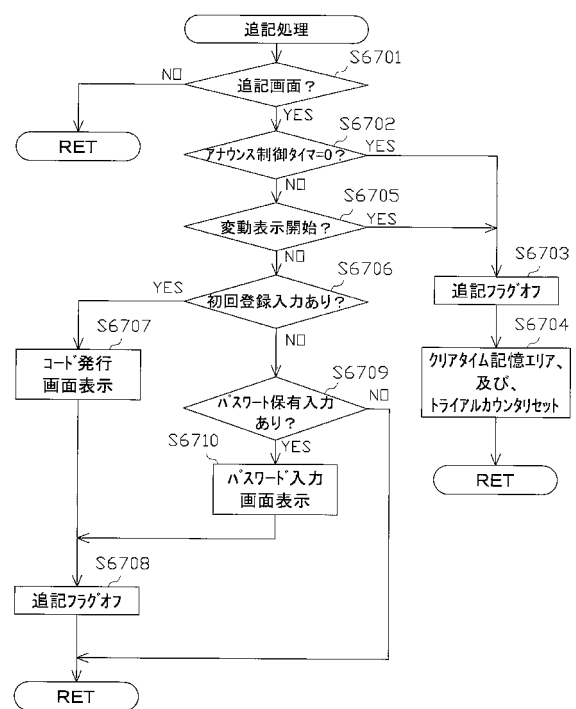 追記処理
S6701
追記画面?
NO
YES
RET
S6702
アナウンス制御タイマ=0?
YES
NO
S6705
変動表示開始?
YES
NO
S6703
追記フラグオフ
S6706
初回登録入力あり?
YES
NO
S6704
クリアタイム記憶エリア、
及び、
トライアルカウンタリセット
RET
S6707
コード発行
画面表示
S6709
パスワード保有入力
あり?
NO
YES
S6710
パスワード入力
画面表示
S6708
追記フラグオフ
RET